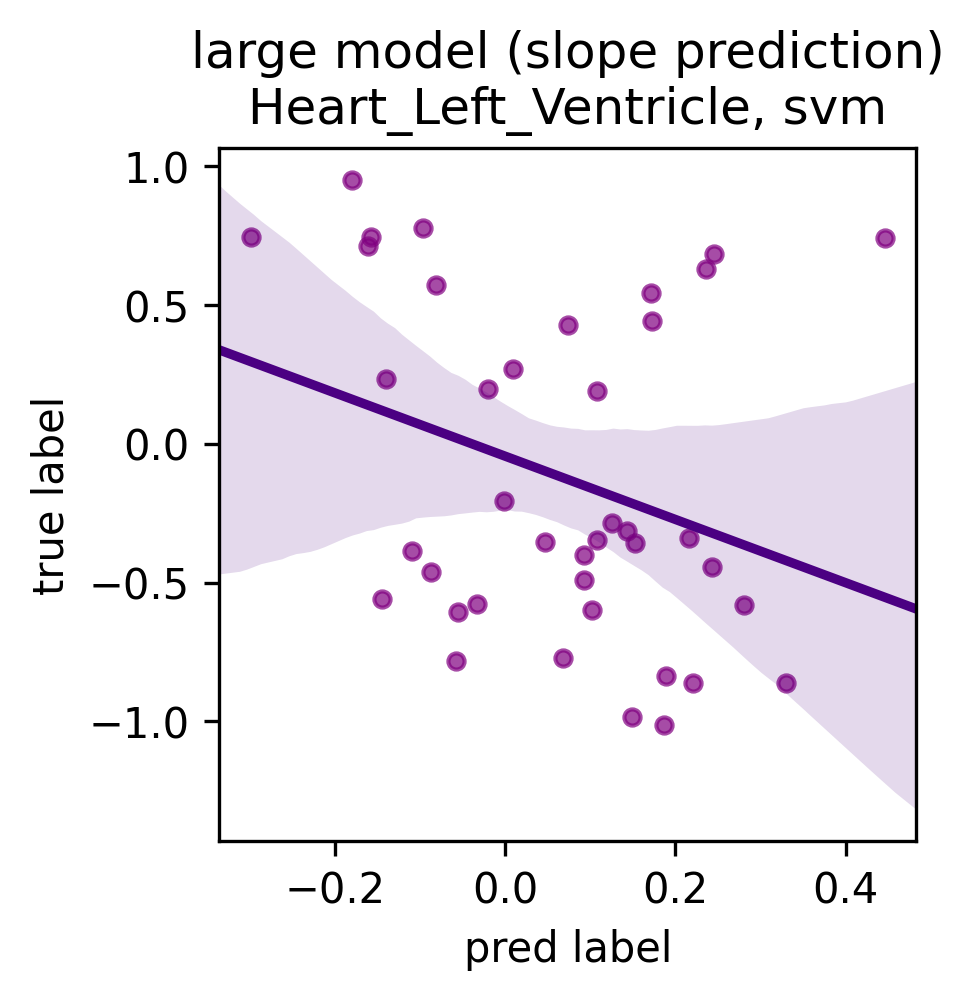 large model (slope prediction)
Heart_Left_Ventricle, svm
1.0
0.5
0.0
−0.5
−1.0
true label
−0.2
0.0
0.2
0.4
pred label